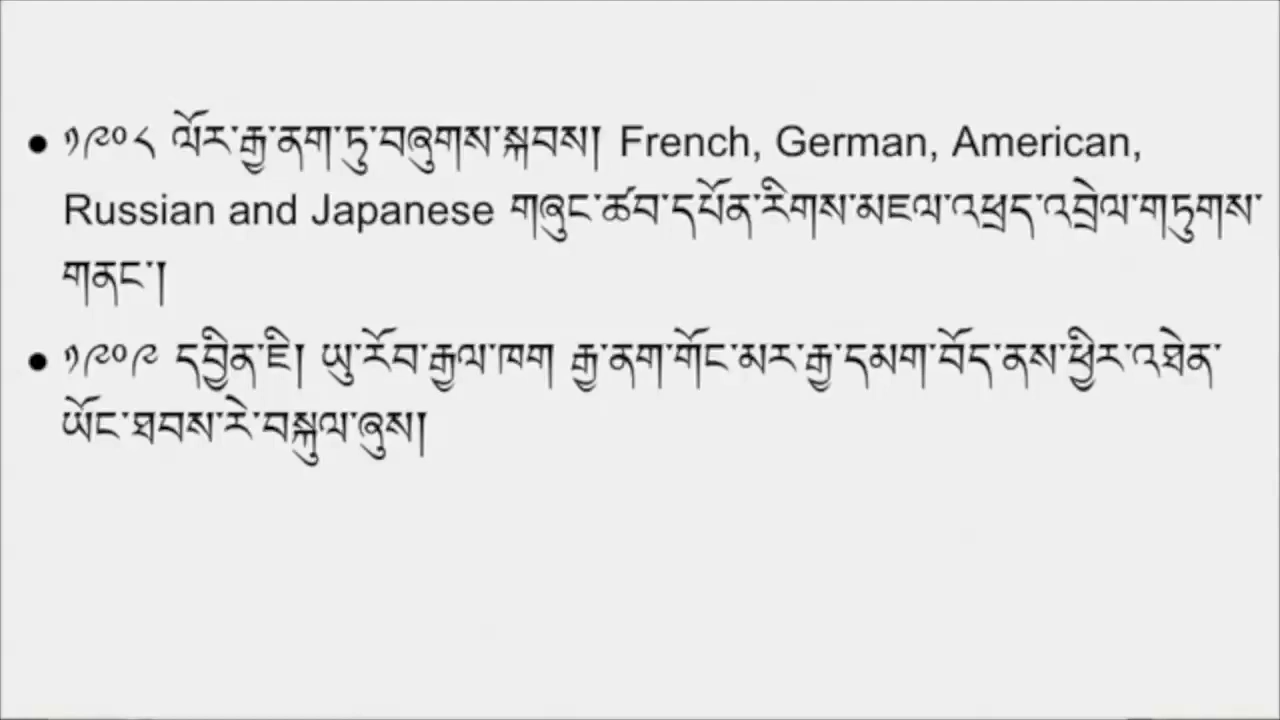 • ༡༩༠༨ ལོར་རྒྱ་ནག་ཏུ་བཞུགས་སྐབས། French, German, American,
Russian and Japanese གཞུང་ཚབ་དཔོན་རིགས་མཇལ་འཕྲད་འབྲེལ་གཏུགས་
གནང་།
• ༡༩༠༩ དབྱིན་ཇི། ཡུ་རོབ་རྒྱལ་ཁག རྒྱ་ནག་གོང་མར་རྒྱ་དམག་བོད་ནས་ཕྱིར་འཐེན་
ཡོང་ཐབས་རེ་བསྐུལ་ཞུས།